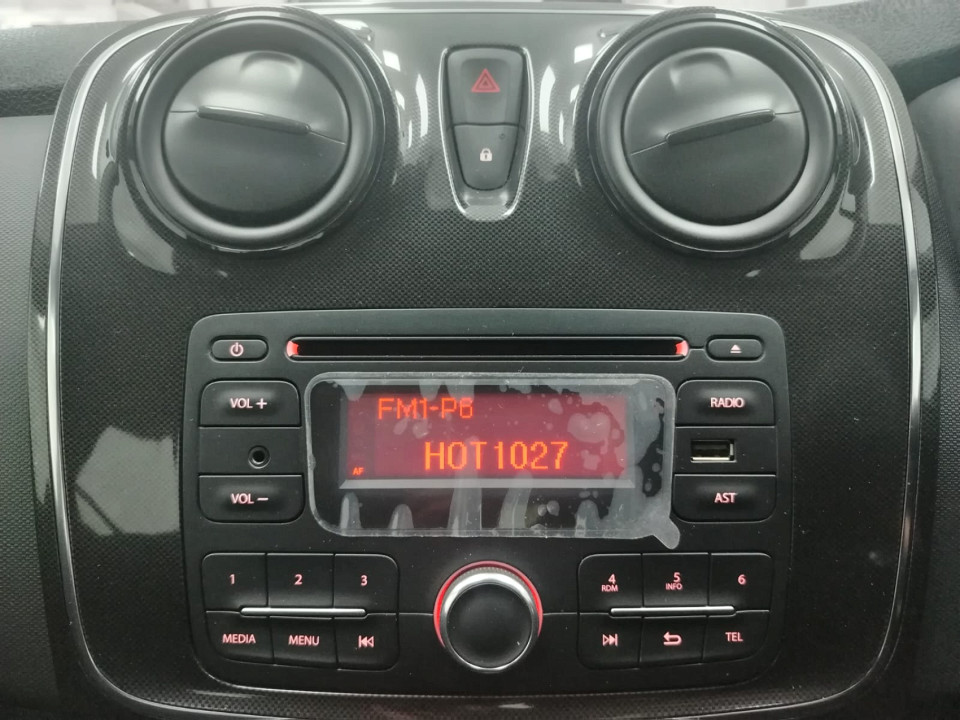 VOL +
RADIO
FM1-P6
HOT1027
AF
VOL –
AST
1 2 3
4 5 6
RDM INFO
MEDIA MENU
TEL